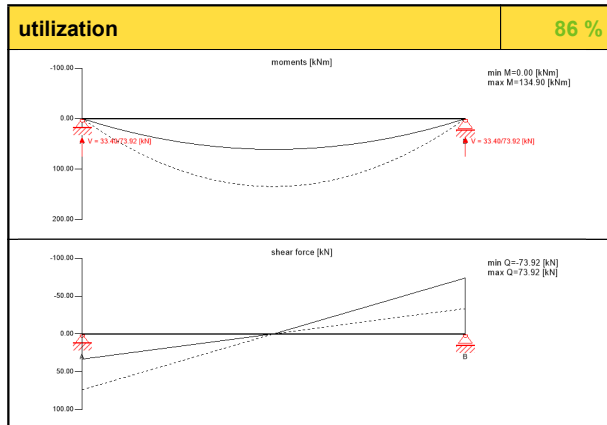 utilization 86 %
moments [kNm]
-100.00
min M=0.00 [kNm]
max M=134.90 [kNm]
0.00
V = 33.40/73.92 [kN] V = 33.40/73.92 [kN]
100.00
200.00
shear force [kN]
-100.00
min Q=-73.92 [kN]
max Q=73.92 [kN]
-50.00
0.00
A B
50.00
100.00